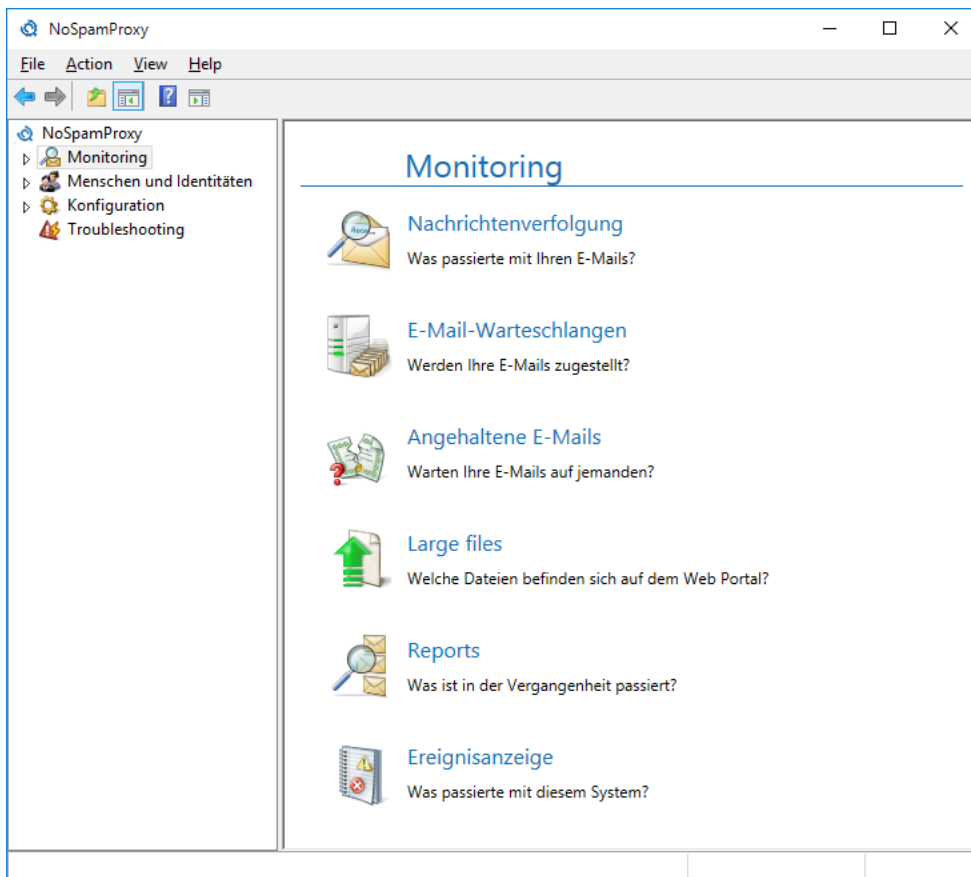 NoSpamProxy
File Action View Help
NoSpamProxy
Monitoring
Menschen und Identitäten
Konfiguration
Troubleshooting
Monitoring
Nachrichtenverfolgung
Was passierte mit Ihren E-Mails?
E-Mail-Warteschlangen
Werden Ihre E-Mails zugestellt?
Angehaltene E-Mails
Warten Ihre E-Mails auf jemanden?
Large files
Welche Dateien befinden sich auf dem Web Portal?
Reports
Was ist in der Vergangenheit passiert?
Ereignisanzeige
Was passierte mit diesem System?